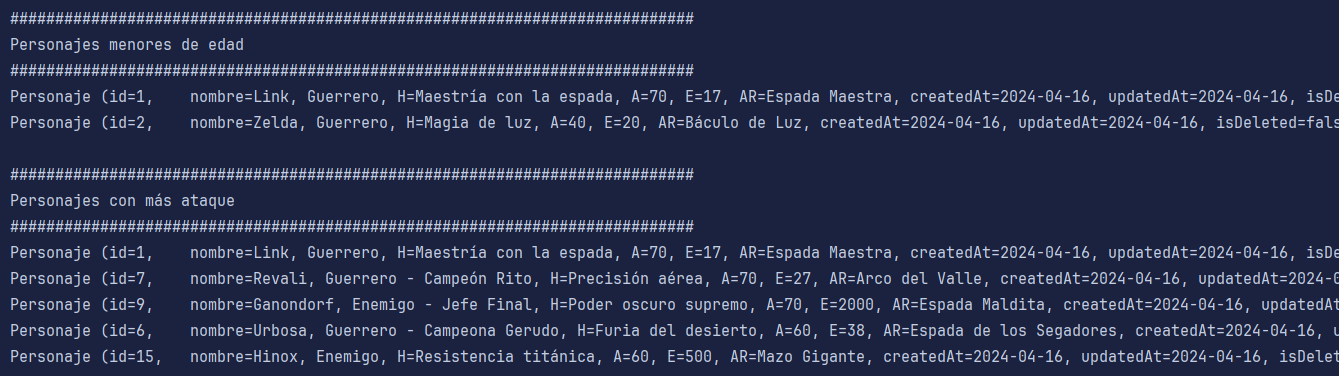 ############################################################################
Personajes menores de edad
############################################################################
Personaje (id=1,    nombre=Link, Guerrero, H=Maestría con la espada, A=70, E=17, AR=Espada Maestra, createdAt=2024-04-16, updatedAt=2024-04-16, isDe
Personaje (id=2,    nombre=Zelda, Guerrero, H=Magia de luz, A=40, E=20, AR=Báculo de Luz, createdAt=2024-04-16, updatedAt=2024-04-16, isDeleted=fals
############################################################################
Personajes con más ataque
############################################################################
Personaje (id=1,    nombre=Link, Guerrero, H=Maestría con la espada, A=70, E=17, AR=Espada Maestra, createdAt=2024-04-16, updatedAt=2024-04-16, isDe
Personaje (id=7,    nombre=Revali, Guerrero - Campeón Rito, H=Precisión aérea, A=70, E=27, AR=Arco del Valle, createdAt=2024-04-16, updatedAt=2024-0
Personaje (id=9,    nombre=Ganondorf, Enemigo - Jefe Final, H=Poder oscuro supremo, A=70, E=2000, AR=Espada Maldita, createdAt=2024-04-16, updatedAt
Personaje (id=6,    nombre=Urbosa, Guerrero - Campeona Gerudo, H=Furia del desierto, A=60, E=38, AR=Espada de los Segadores, createdAt=2024-04-16, u
Personaje (id=15,   nombre=Hinox, Enemigo, H=Resistencia titánica, A=60, E=500, AR=Mazo Gigante, createdAt=2024-04-16, updatedAt=2024-04-16, isDelet